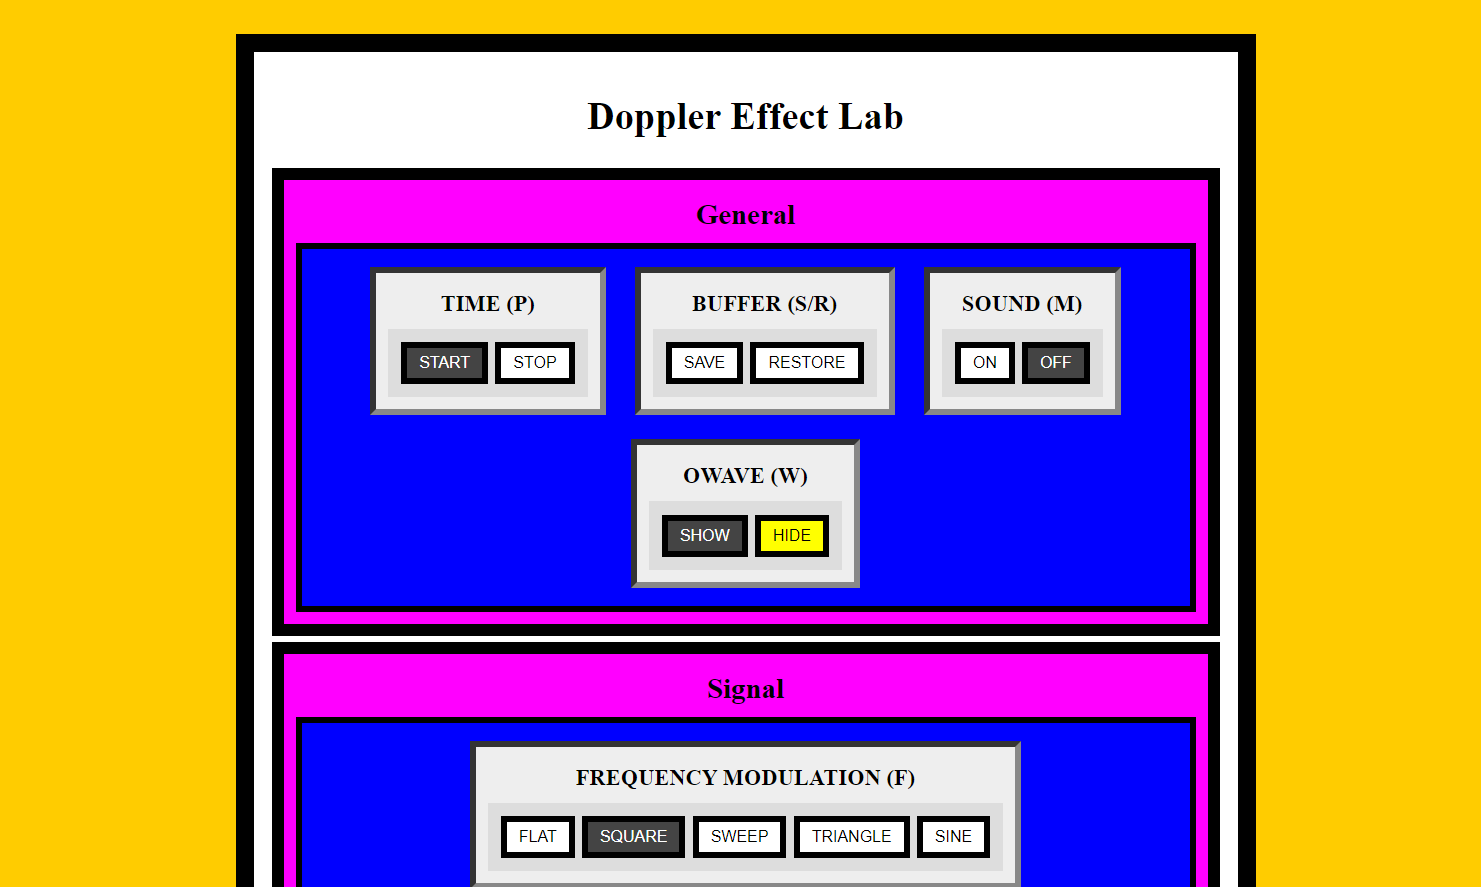 Doppler Effect Lab
General
TIME (P)
START STOP
BUFFER (S/R)
SAVE RESTORE
SOUND (M)
ON OFF
OWAVE (W)
SHOW HIDE
Signal
FREQUENCY MODULATION (F)
FLAT SQUARE SWEEP TRIANGLE SINE